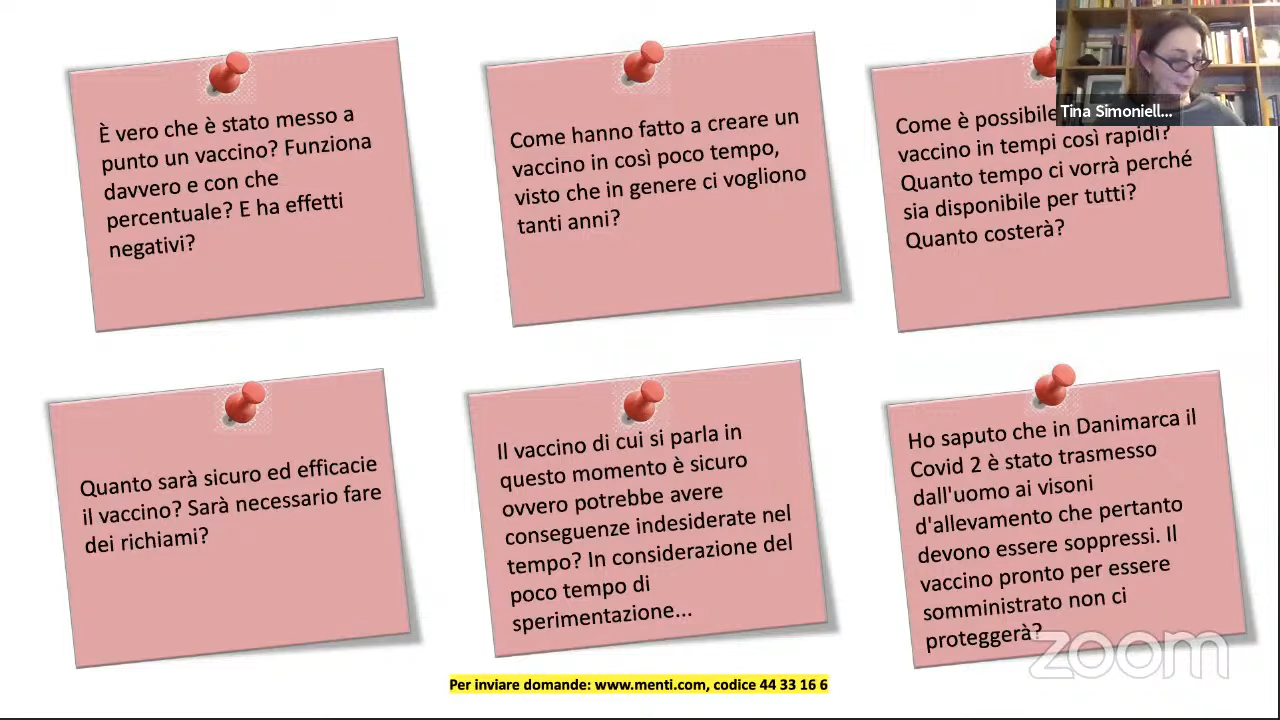 È vero che è stato messo a
punto un vaccino? Funziona
davvero e con che
percentuale? E ha effetti
negativi?
Come hanno fatto a creare un
vaccino in così poco tempo,
visto che in genere ci vogliono
tanti anni?
Come è possibile
vaccino in tempi così rapidi?
Quanto tempo ci vorrà perché
sia disponibile per tutti?
Quanto costerà?
Tina Simoniell...
Quanto sarà sicuro ed efficacie
il vaccino? Sarà necessario fare
dei richiami?
Il vaccino di cui si parla in
questo momento è sicuro
ovvero potrebbe avere
conseguenze indesiderate nel
tempo? In considerazione del
poco tempo di
sperimentazione...
Ho saputo che in Danimarca il
Covid 2 è stato trasmesso
dall'uomo ai visoni
d'allevamento che pertanto
devono essere soppressi. Il
vaccino pronto per essere
somministrato non ci
proteggerà?
zoom
Per inviare domande: www.menti.com, codice 44 33 16 6